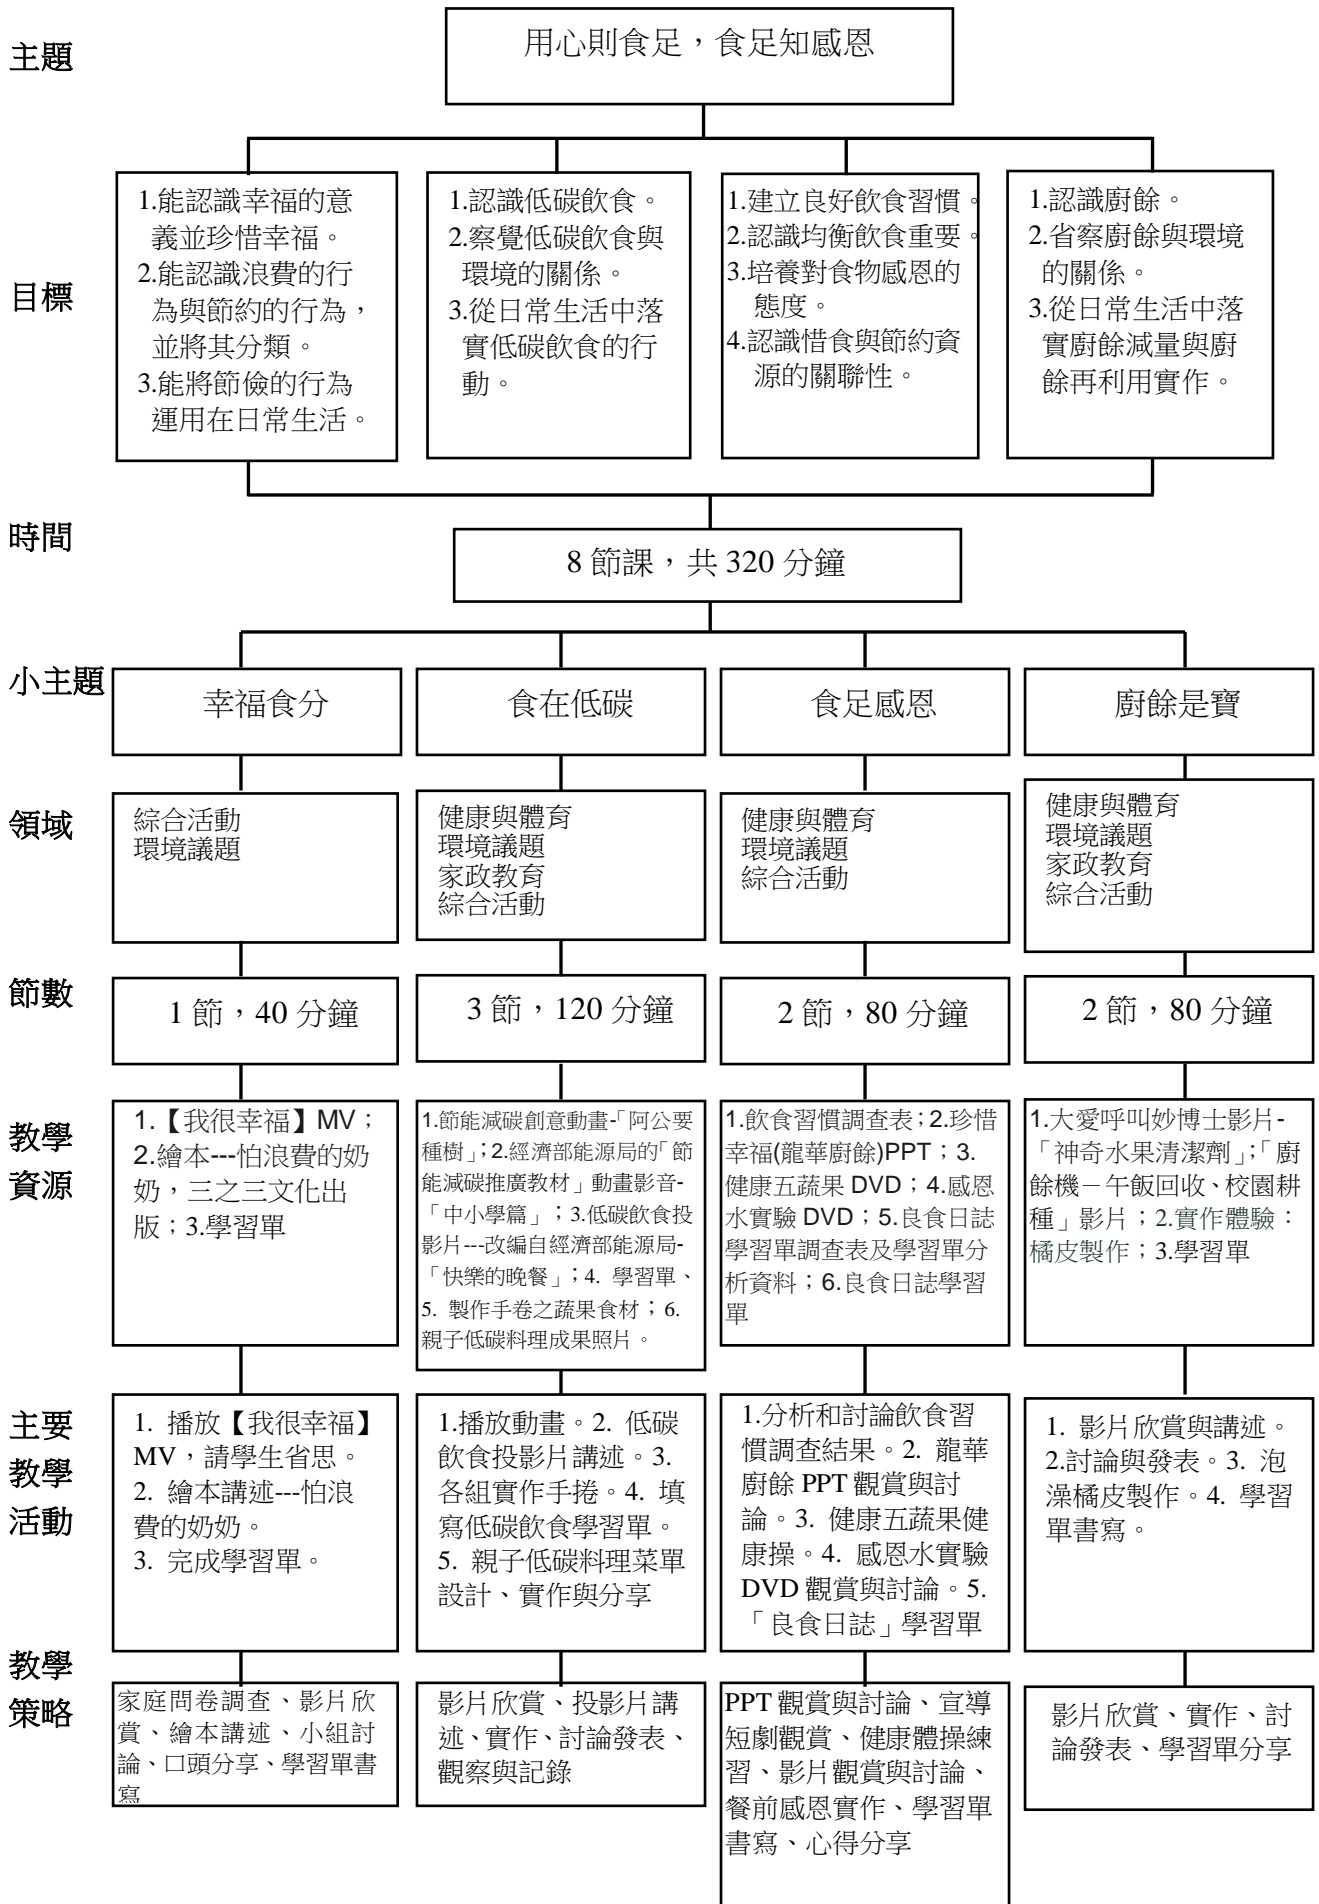 主題
用心則食足，食足知感恩
目標
1.能認識幸福的意
義並珍惜幸福。
2.能認識浪費的行
為與節約的行為，
並將其分類。
3.能將節儉的行為
運用在日常生活。
1.認識低碳飲食。
2.察覺低碳飲食與
環境的關係。
3.從日常生活中落
實低碳飲食的行
動。
1.建立良好飲食習慣。
2.認識均衡飲食重要。
3.培養對食物感恩的
態度。
4.認識惜食與節約資
源的關聯性。
1.認識廚餘。
2.省察廚餘與環境
的關係。
3.從日常生活中落
實廚餘減量與廚
餘再利用實作。
時間
8 節課，共 320 分鐘
小主題
幸福食分
食在低碳
食足感恩
廚餘是寶
領域
綜合活動
環境議題
健康與體育
環境議題
家政教育
綜合活動
健康與體育
環境議題
綜合活動
健康與體育
環境議題
家政教育
綜合活動
節數
1 節，40 分鐘
3 節，120 分鐘
2 節，80 分鐘
2 節，80 分鐘
教學
資源
1.【我很幸福】MV；
2.繪本---怕浪費的奶
奶，三之三文化出
版；3.學習單
1.節能減碳創意動畫-「阿公要
種樹」；2.經濟部能源局的「節
能減碳推廣教材」動畫影音-
「中小學篇」；3.低碳飲食投
影片---改編自經濟部能源局-
「快樂的晚餐」；4. 學習單、
5. 製作手卷之蔬果食材；6.
親子低碳料理成果照片。
1.飲食習慣調查表；2.珍惜
幸福(龍華廚餘)PPT；3.
健康五蔬果 DVD；4.感恩
水實驗 DVD；5.良食日誌
學習單調查表及學習單分
析資料；6.良食日誌學習
單
1.大愛呼叫妙博士影片-
「神奇水果清潔劑」；「廚
餘機－午飯回收、校園耕
種」影片；2.實作體驗：
橘皮製作；3.學習單
主要
教學
活動
1. 播放【我很幸福】
MV，請學生省思。
2. 繪本講述---怕浪
費的奶奶。
3. 完成學習單。
1.播放動畫。2. 低碳
飲食投影片講述。3.
各組實作手捲。4. 填
寫低碳飲食學習單。
5. 親子低碳料理菜單
設計、實作與分享
1.分析和討論飲食習
慣調查結果。2. 龍華
廚餘 PPT 觀賞與討
論。3. 健康五蔬果健
康操。4. 感恩水實驗
DVD 觀賞與討論。5.
「良食日誌」學習單
1. 影片欣賞與講述。
2.討論與發表。3. 泡
澡橘皮製作。4. 學習
單書寫。
教學
策略
家庭問卷調查、影片欣
賞、繪本講述、小組討
論、口頭分享、學習單書
寫
影片欣賞、投影片講
述、實作、討論發表、
觀察與記錄
PPT 觀賞與討論、宣導
短劇觀賞、健康體操練
習、影片觀賞與討論、
餐前感恩實作、學習單
書寫、心得分享
影片欣賞、實作、討
論發表、學習單分享